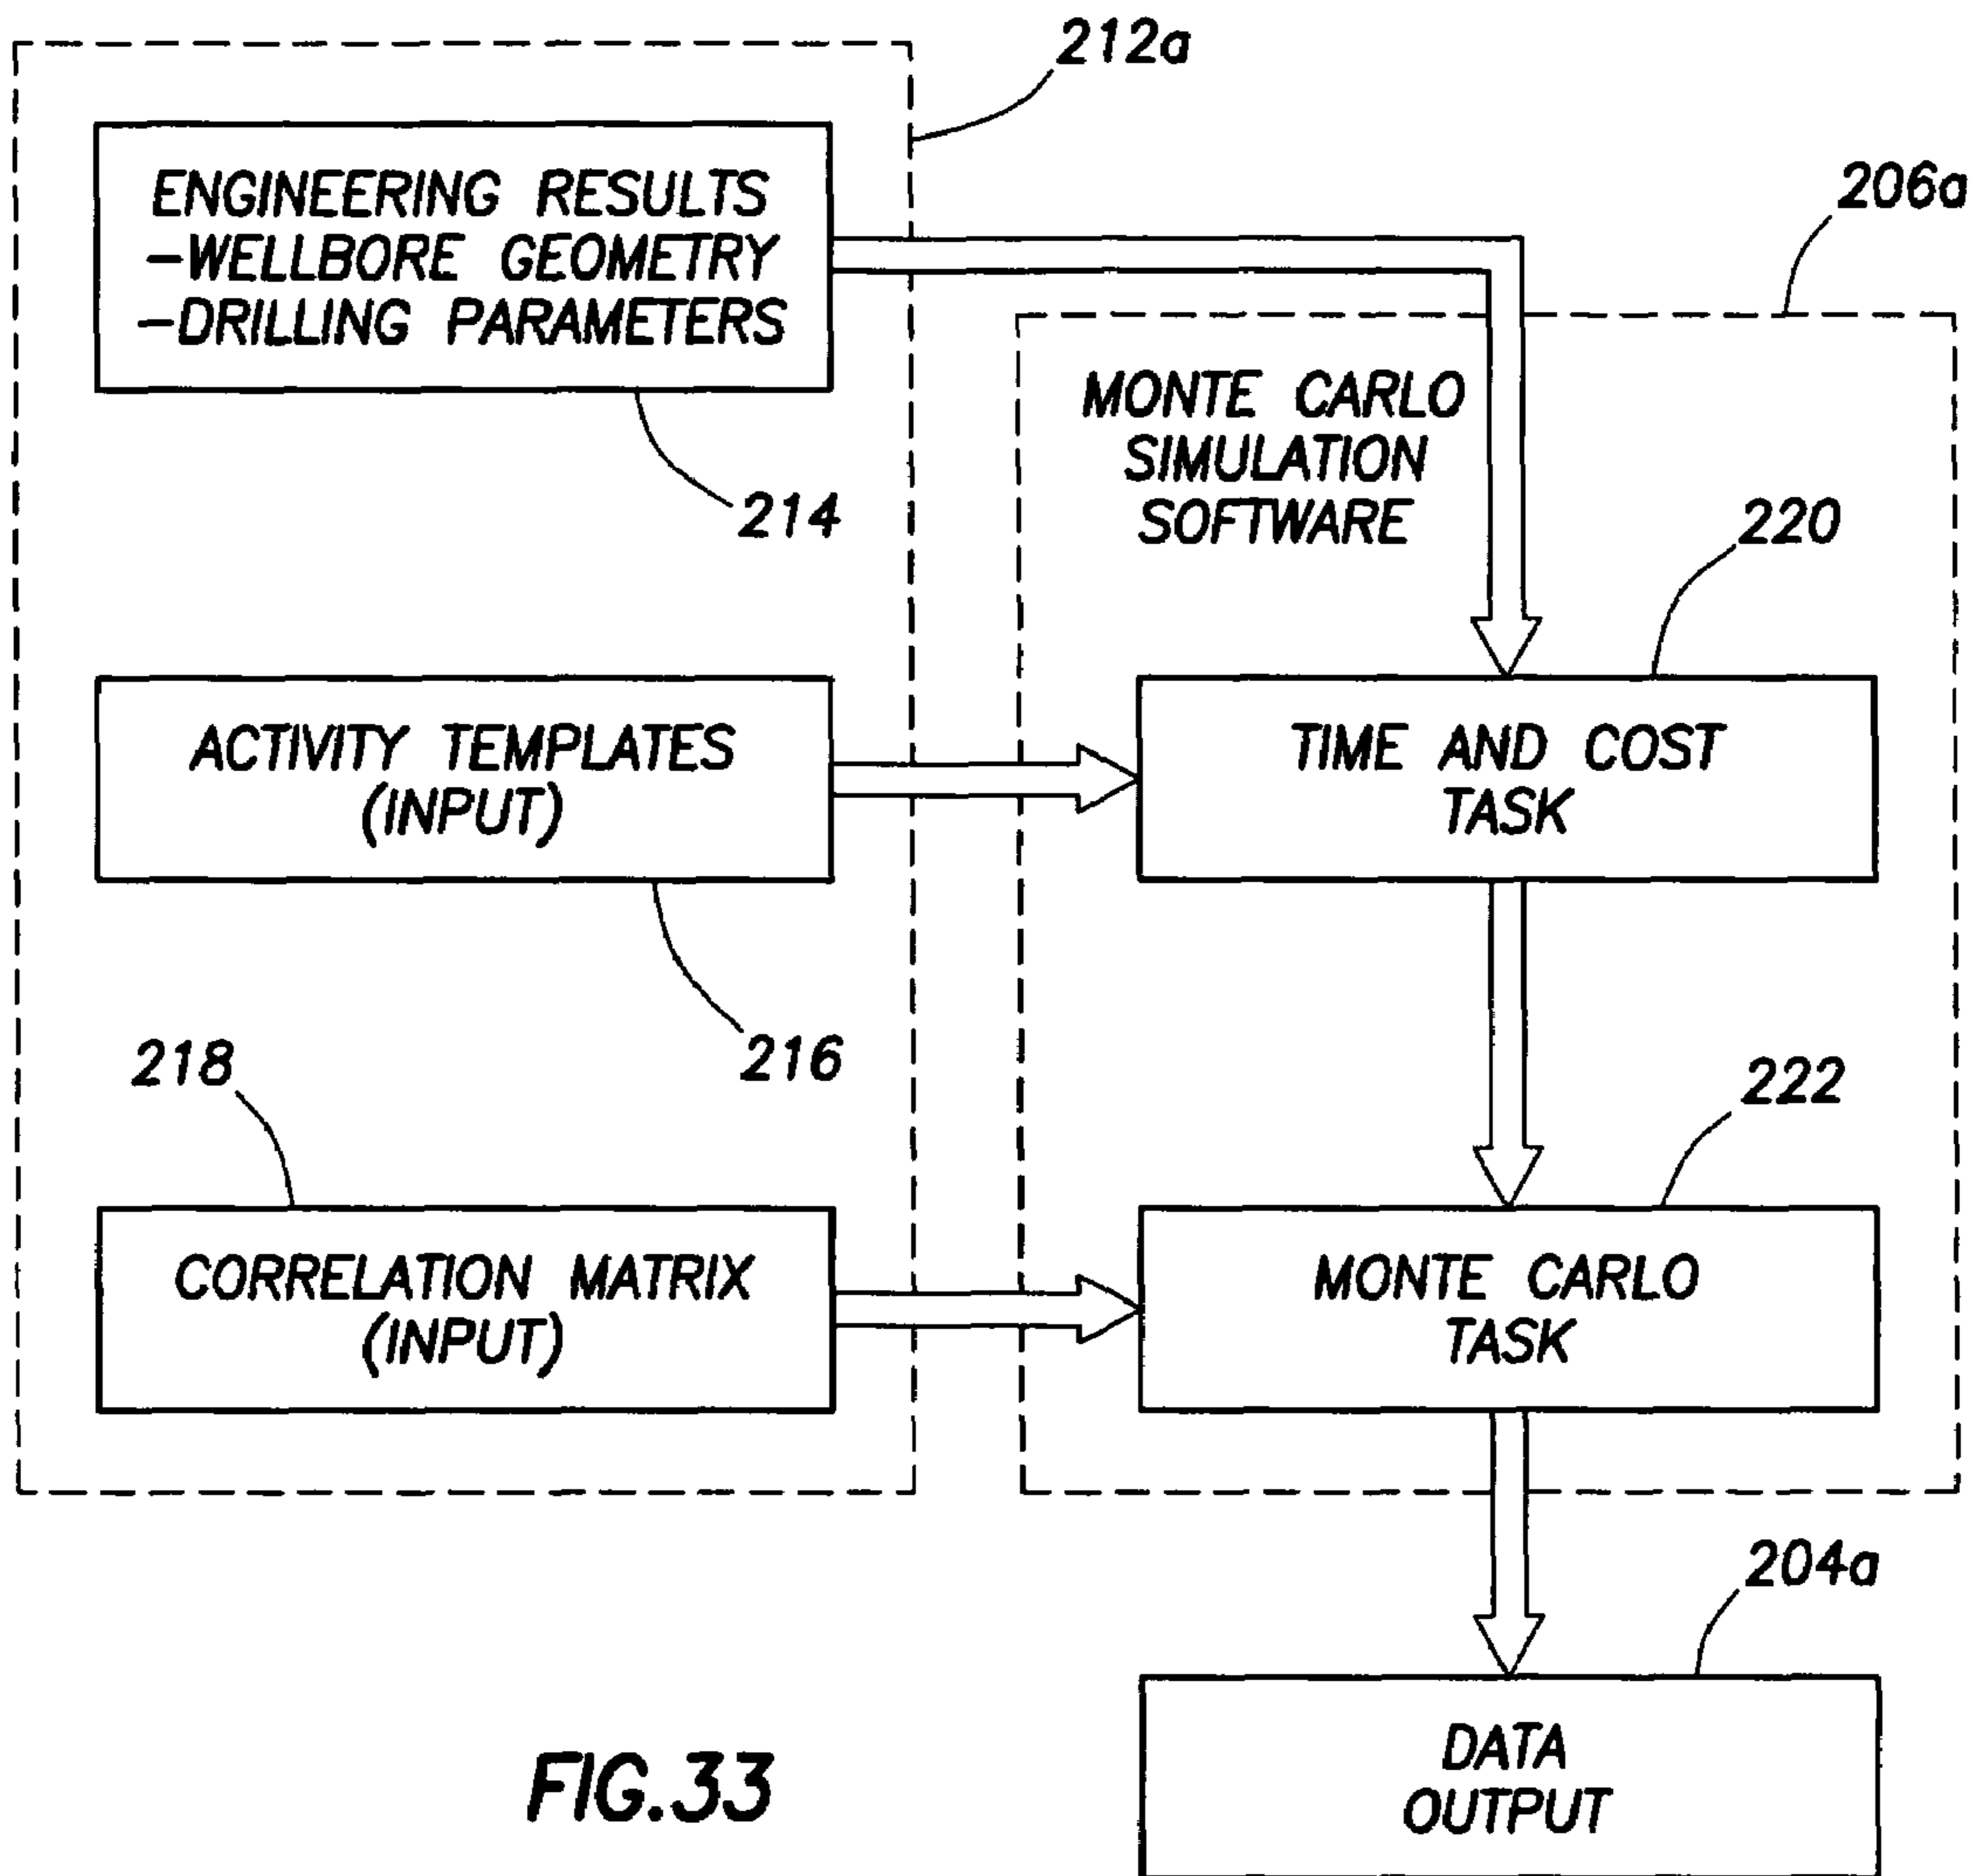 212a
ENGINEERING RESULTS
-WELLBORE GEOMETRY
-DRILLING PARAMETERS
214
206a
MONTE CARLO
SIMULATION
SOFTWARE
220
ACTIVITY TEMPLATES
(INPUT)
216
TIME AND COST
TASK
218
222
CORRELATION MATRIX
(INPUT)
MONTE CARLO
TASK
204a
DATA
OUTPUT
FIG.33